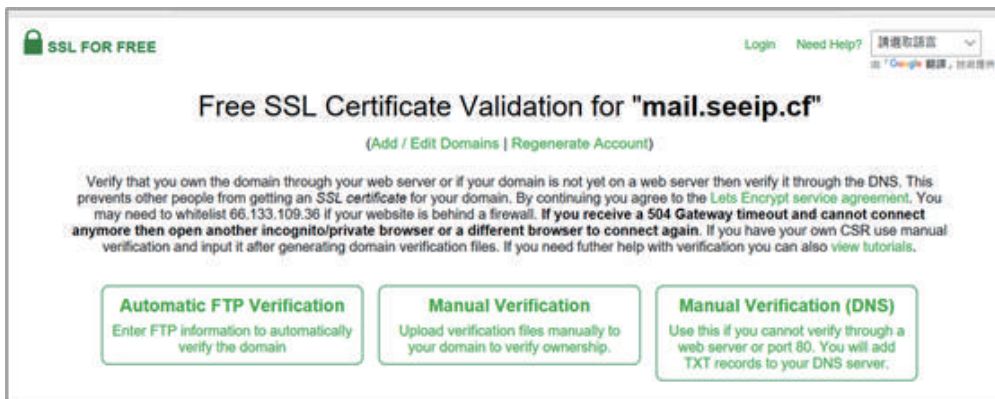 SSL FOR FREE
Login Need Help? 請選取語言
由「Google 翻譯」技術提供
Free SSL Certificate Validation for "mail.seeip.cf"
(Add / Edit Domains | Regenerate Account)
Verify that you own the domain through your web server or if your domain is not yet on a web server then verify it through the DNS. This
prevents other people from getting an SSL certificate for your domain. By continuing you agree to the Lets Encrypt service agreement. You
may need to whitelist 66.133.109.36 if your website is behind a firewall. If you receive a 504 Gateway timeout and cannot connect
anymore then open another incognito/private browser or a different browser to connect again. If you have your own CSR use manual
verification and input it after generating domain verification files. If you need futher help with verification you can also view tutorials.
Automatic FTP Verification
Enter FTP information to automatically
verify the domain
Manual Verification
Upload verification files manually to
your domain to verify ownership.
Manual Verification (DNS)
Use this if you cannot verify through a
web server or port 80. You will add
TXT records to your DNS server.